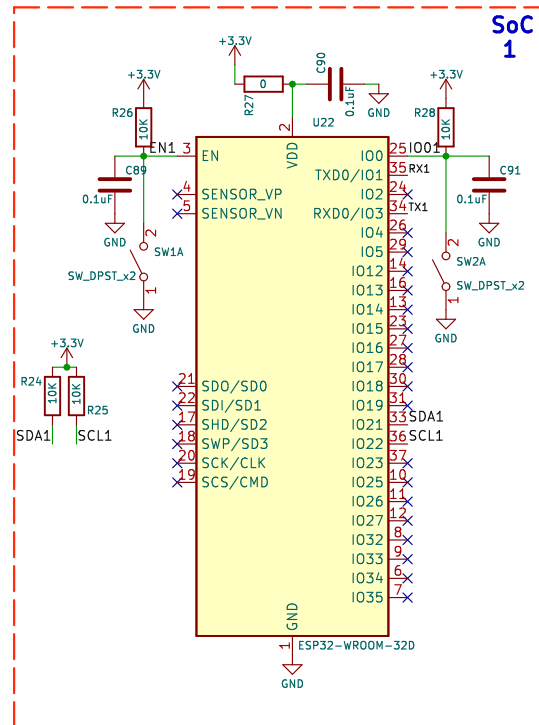 SoC
1
+3.3V
C90
0
R27
0.1uF
GND
+3.3V
R26
10K
+3.3V
R28
10K
U22
2
VDD
EN1
3
EN
C89
0.1uF
GND
4
SENSOR_VP
5
SENSOR_VN
2
SW1A
SW_DPST_x2
1
GND
IO0
25
IO01
TXD0/IO1
35
RX1
IO2
24
RXD0/IO3
34
TX1
IO4
26
IO5
29
IO12
14
IO13
16
IO14
13
IO15
23
IO16
27
IO17
28
IO18
30
IO19
31
IO21
33
SDA1
IO22
36
SCL1
IO23
37
IO25
10
IO26
11
IO27
12
IO32
8
IO33
9
IO34
6
IO35
7
C91
0.1uF
GND
2
SW2A
SW_DPST_x2
1
GND
+3.3V
R24
10K
10K
R25
SDA1
SCL1
21
SDO/SD0
22
SDI/SD1
17
SHD/SD2
18
SWP/SD3
20
SCK/CLK
19
SCS/CMD
GND
1
ESP32-WROOM-32D
GND